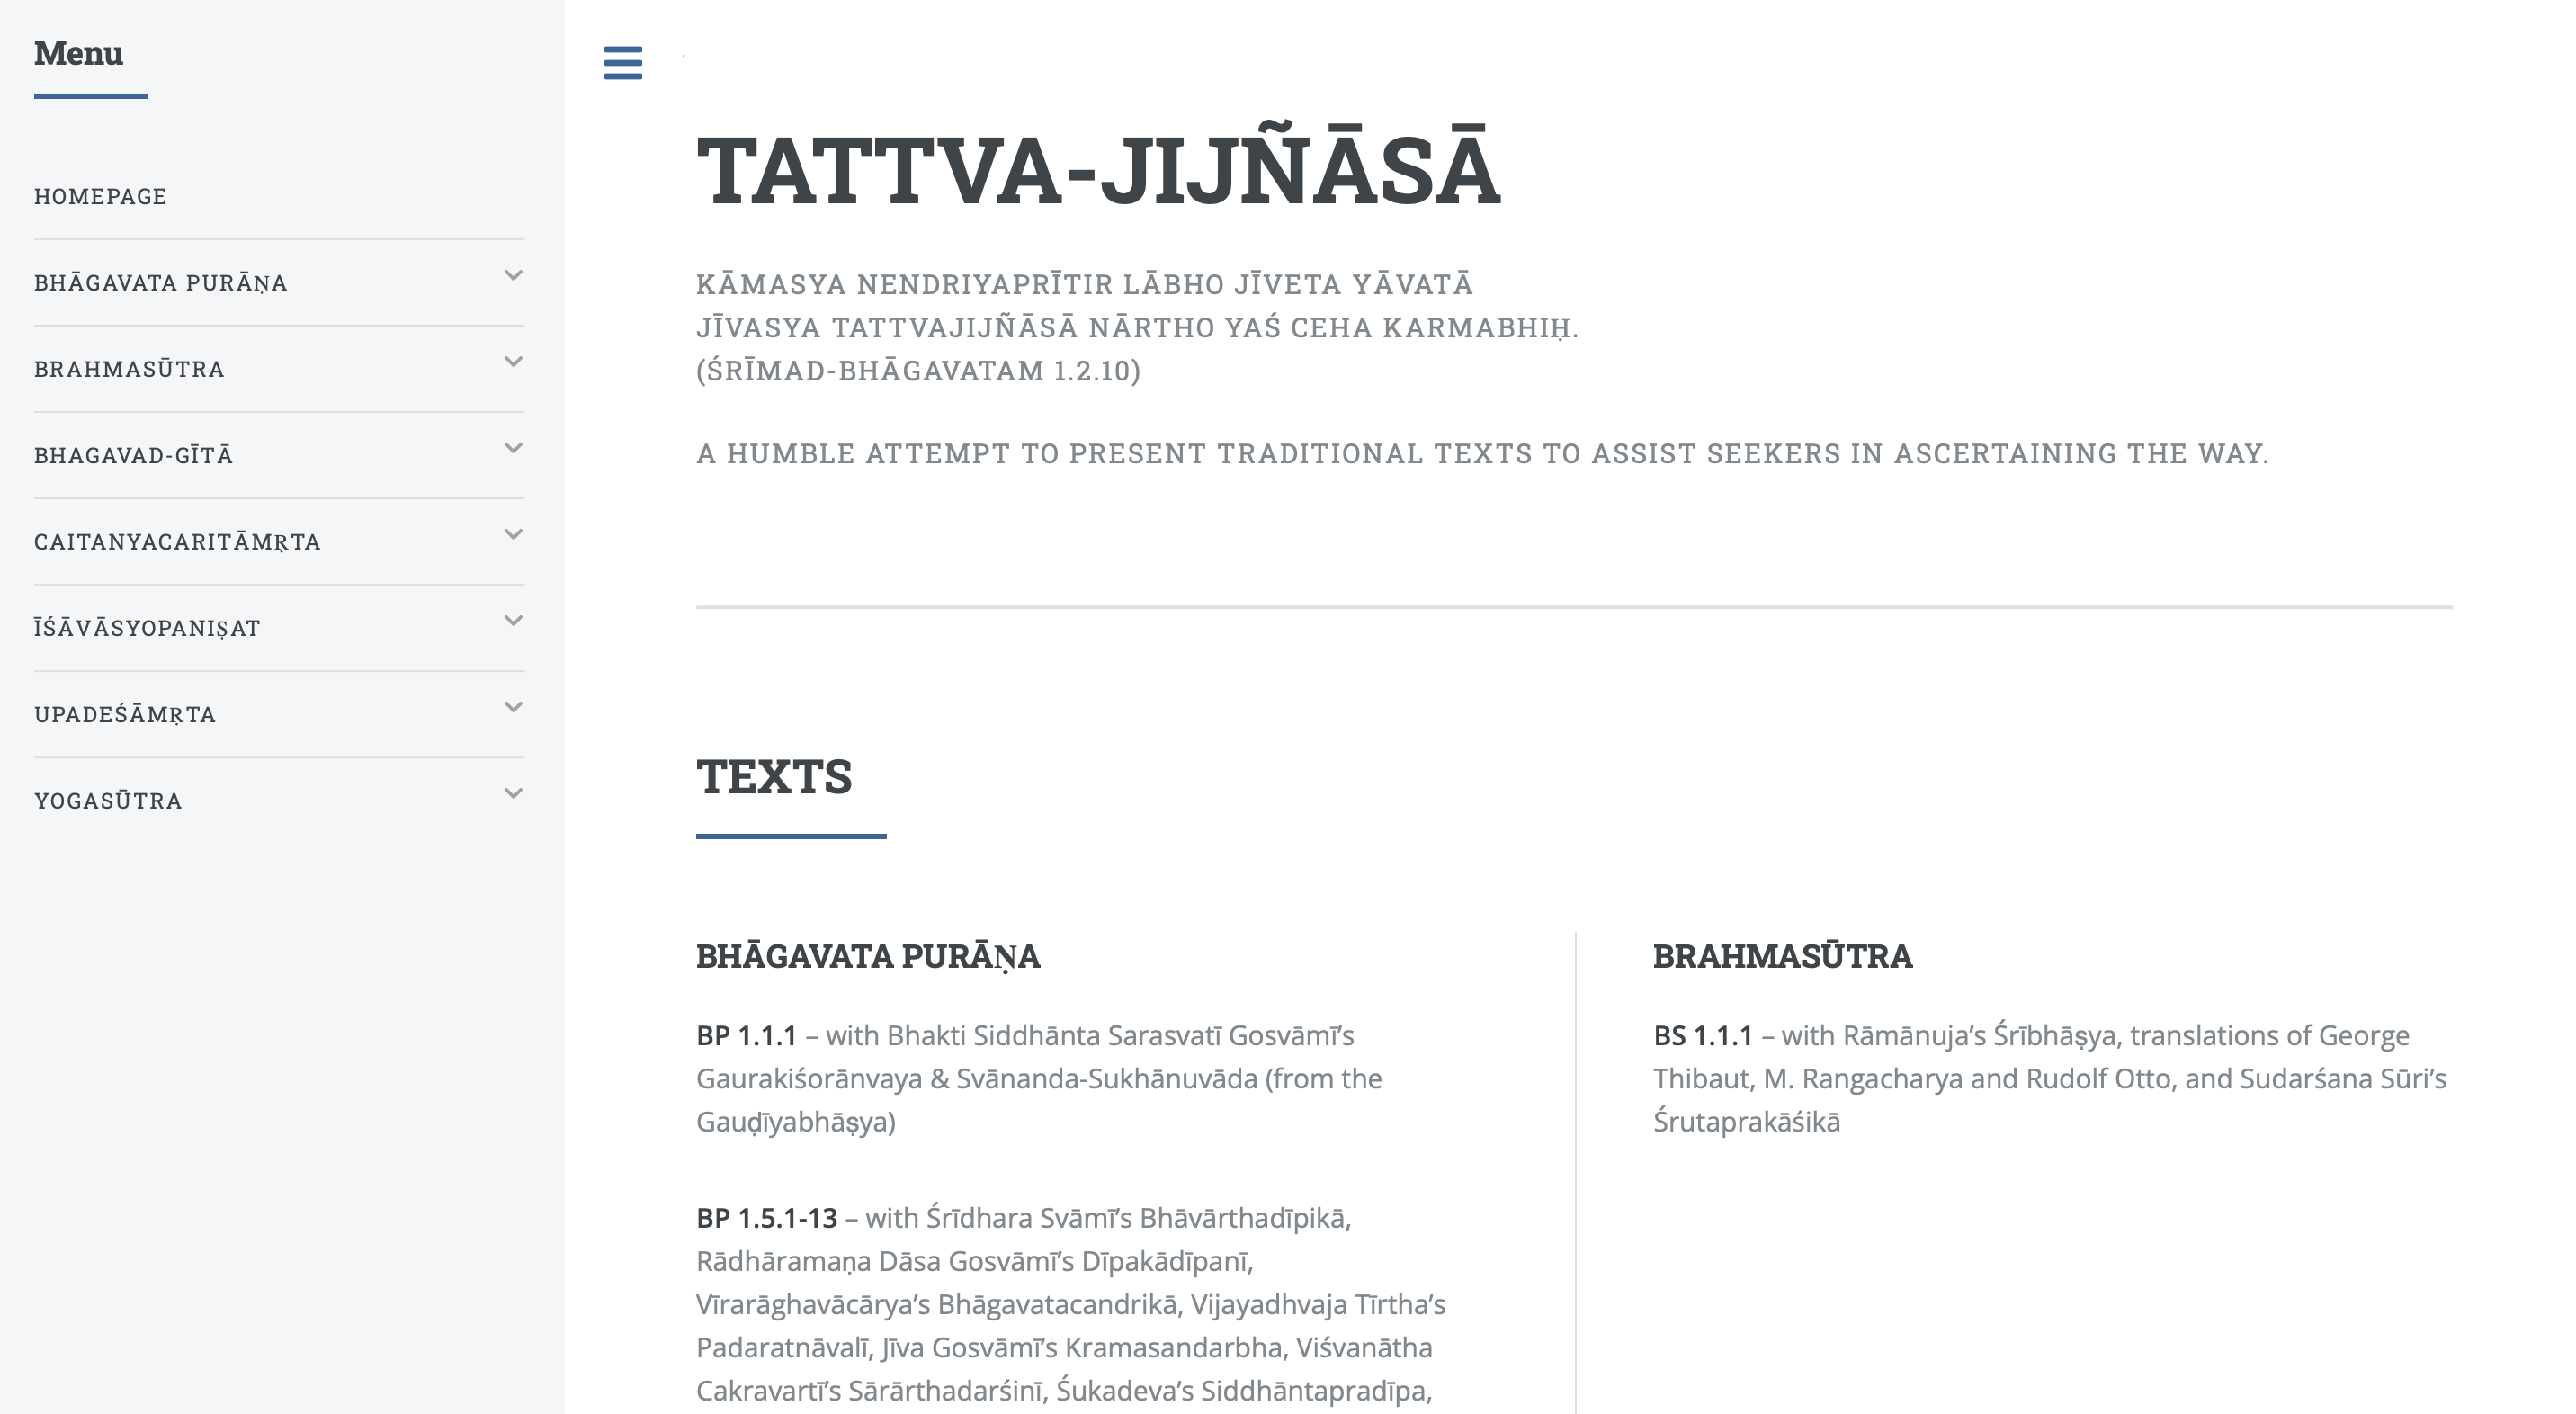 Menu
HOMEPAGE
BHĀGAVATA PURĀṆA
BRAHMASŪTRA
BHAGAVAD-GĪTĀ
CAITANYACARITĀMṚTA
ĪŚĀVĀSYOPANIṢAT
UPADEŚĀMṚTA
YOGASŪTRA
TATTVA-JIJÑĀSĀ
KĀMASYA NENDRIYAPRĪTIR LĀBHO JĪVETA YĀVATĀ
JĪVASYA TATTVAJIJÑĀSĀ NĀRTHO YAŚ CEHA KARMABHIḤ.
(ŚRĪMAD-BHĀGAVATAM 1.2.10)
A HUMBLE ATTEMPT TO PRESENT TRADITIONAL TEXTS TO ASSIST SEEKERS IN ASCERTAINING THE WAY.
TEXTS
BHĀGAVATA PURĀṆA
BP 1.1.1 – with Bhakti Siddhānta Sarasvatī Gosvāmī’s
Gaurakiśorānvaya & Svānanda-Sukhānuvāda (from the
Gauḍīyabhāṣya)
BP 1.5.1-13 – with Śrīdhara Svāmī’s Bhāvārthadīpikā,
Rādhāramaṇa Dāsa Gosvāmī’s Dīpakādīpanī,
Vīrarāghavācārya’s Bhāgavatacandrikā, Vijayadhvaja Tīrtha’s
Padaratnāvalī, Jīva Gosvāmī’s Kramasandarbha, Viśvanātha
Cakravartī’s Sārārthadarśinī, Śukadeva’s Siddhāntapradīpa,
BRAHMASŪTRA
BS 1.1.1 – with Rāmānuja’s Śrībhāṣya, translations of George
Thibaut, M. Rangacharya and Rudolf Otto, and Sudarśana Sūri’s
Śrutaprakāśikā